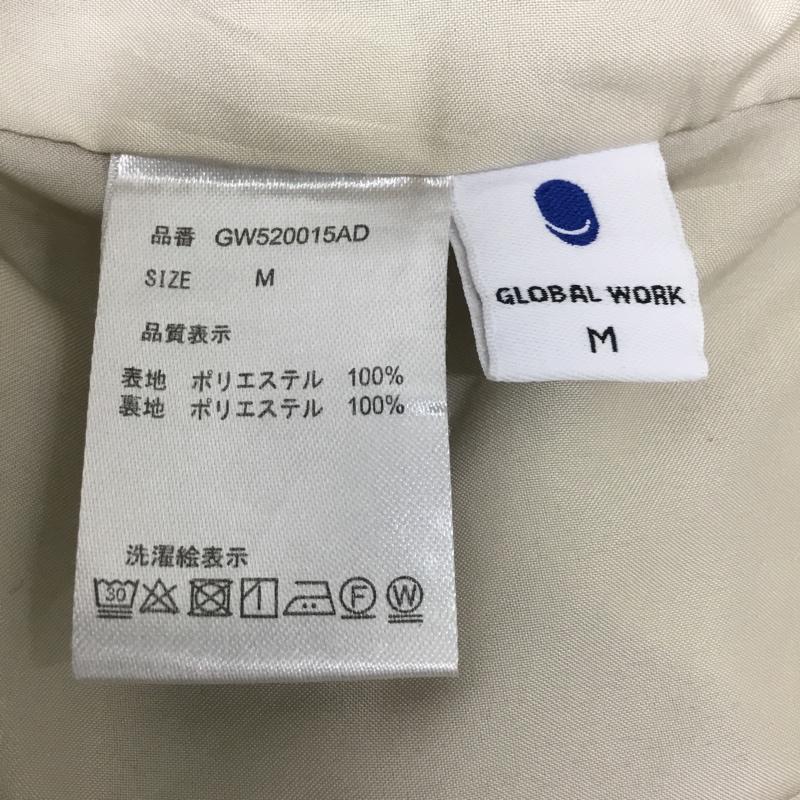 品番 GW520015AD
SIZE M
品質表示
表地 ポリエステル 100%
裏地 ポリエステル 100%
洗濯絵表示
30 F W
GLOBAL WORK
M